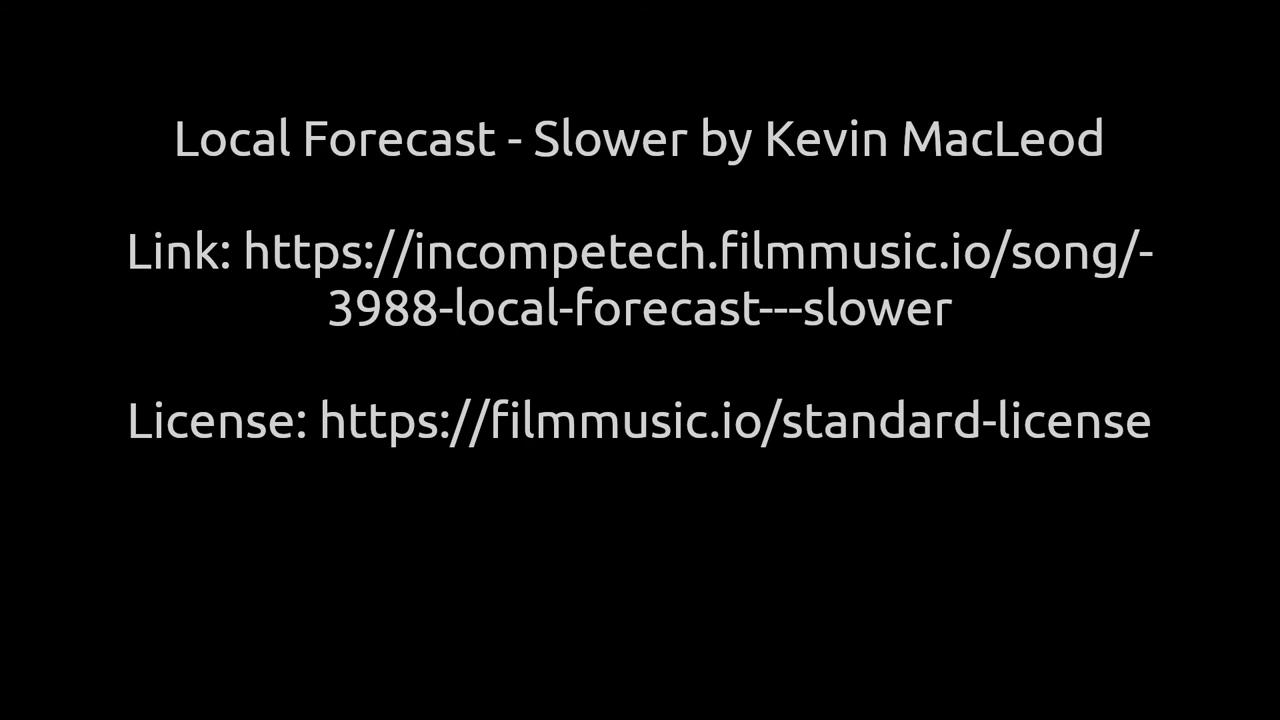 Local Forecast - Slower by Kevin MacLeod
Link: https://incompetech.filmmusic.io/song/-
3988-local-forecast---slower
License: https://filmmusic.io/standard-license